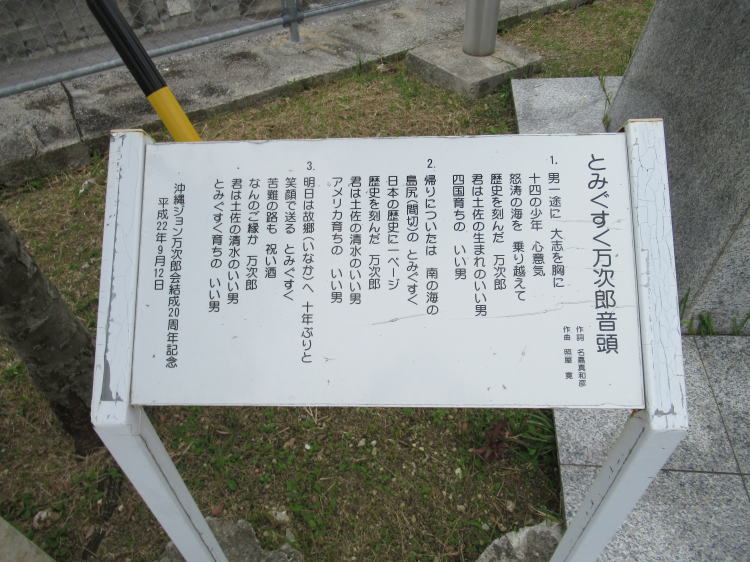 とみぐすく万次郎音頭
作詞 名嘉真和彦
作曲 照屋 寛
1. 男一途に 大志を胸に
十四の少年 心意気
怒涛の海を 乗り越えて
歴史を刻んだ 万次郎
君は土佐の生まれのいい男
四国育ちの いい男
2. 帰りについたは 南の海の
島尻(間切)の とみぐすく
日本の歴史に一ページ
歴史を刻んだ 万次郎
君は土佐の清水のいい男
アメリカ育ちの いい男
3. 明日は故郷(いなか)へ 十年ぶりと
笑顔で送る とみぐすく
苦難の路も 祝い酒
なんのご縁か 万次郎
君は土佐の清水のいい男
とみぐすく育ちの いい男
沖縄ジョン万次郎会結成20周年記念
平成22年9月12日